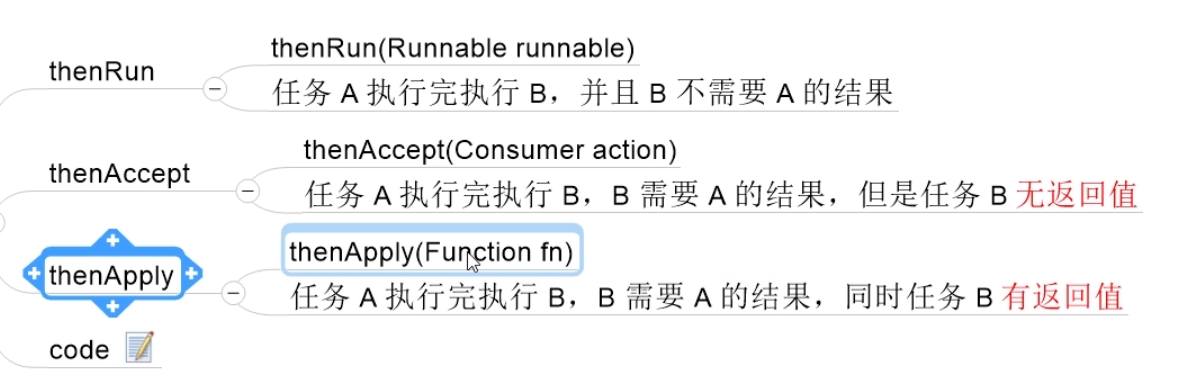 thenRun
thenRun(Runnable runnable)
任务 A 执行完执行 B，并且 B 不需要 A 的结果
thenAccept
thenAccept(Consumer action)
任务 A 执行完执行 B，B 需要 A 的结果，但是任务 B 无返回值
thenApply
thenApply(Function fn)
任务 A 执行完执行 B，B 需要 A 的结果，同时任务 B 有返回值
code